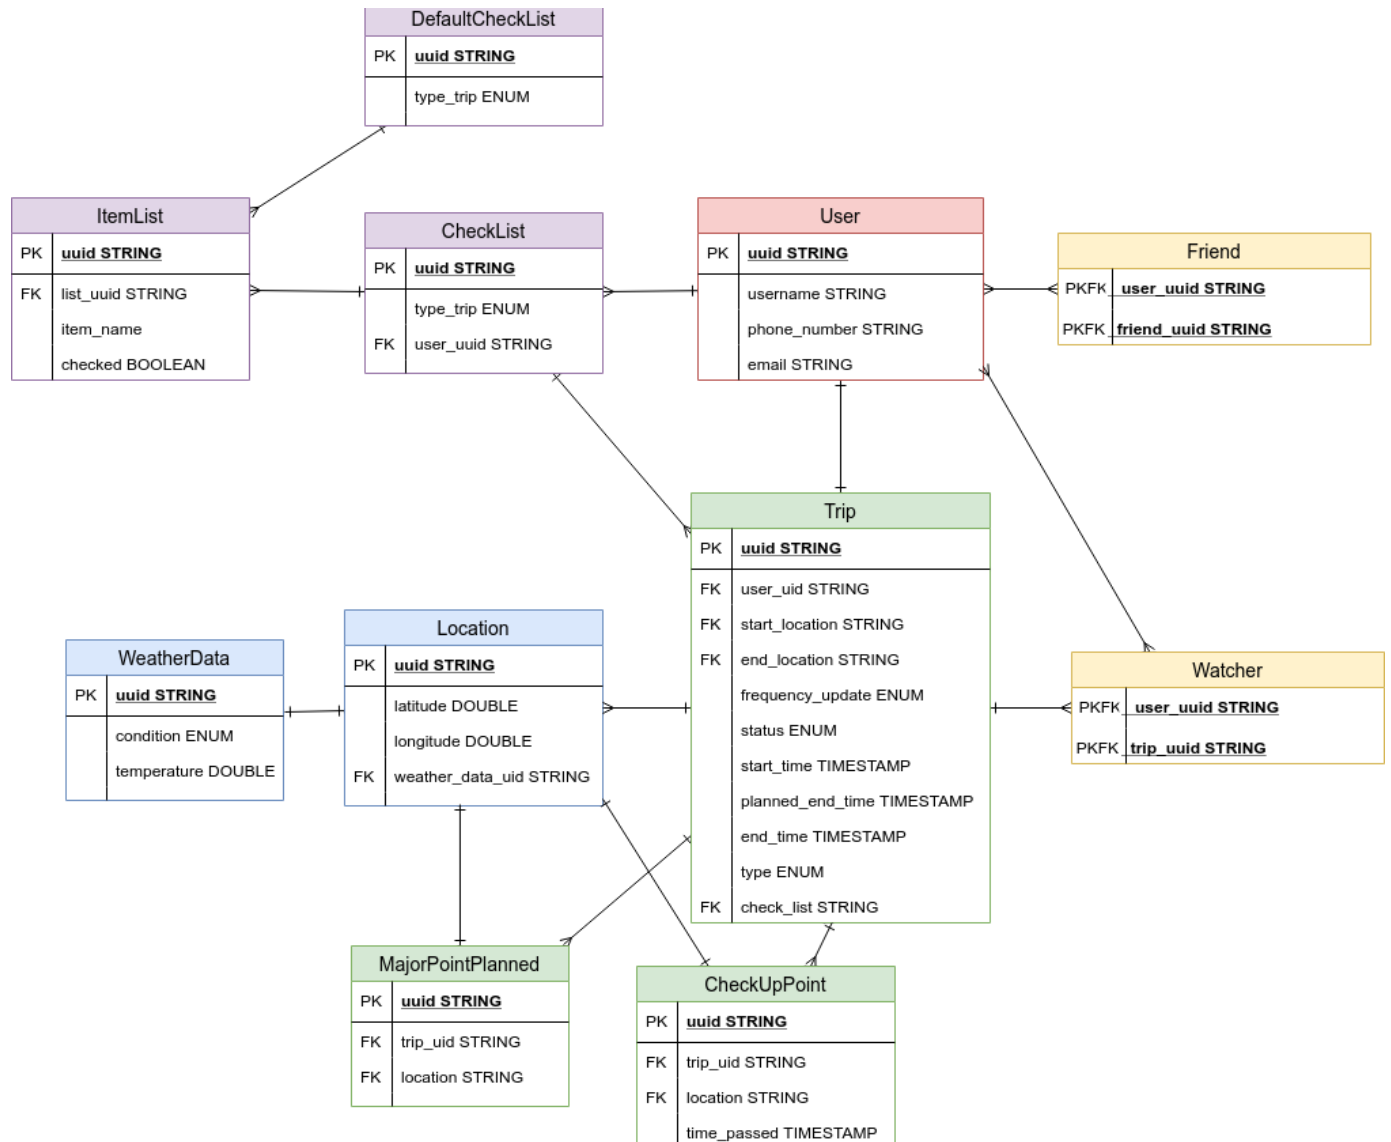 DefaultCheckList
PK uuid STRING
type_trip ENUM
ItemList
PK uuid STRING
FK list_uuid STRING
item_name
checked BOOLEAN
CheckList
PK uuid STRING
type_trip ENUM
FK user_uuid STRING
User
PK uuid STRING
username STRING
phone_number STRING
email STRING
Friend
PKFK user_uuid STRING
PKFK friend_uuid STRING
Trip
PK uuid STRING
FK user_uid STRING
FK start_location STRING
FK end_location STRING
frequency_update ENUM
status ENUM
start_time TIMESTAMP
planned_end_time TIMESTAMP
end_time TIMESTAMP
type ENUM
FK check_list STRING
Location
PK uuid STRING
latitude DOUBLE
longitude DOUBLE
FK weather_data_uid STRING
WeatherData
PK uuid STRING
condition ENUM
temperature DOUBLE
Watcher
PKFK user_uuid STRING
PKFK trip_uuid STRING
MajorPointPlanned
PK uuid STRING
FK trip_uid STRING
FK location STRING
CheckUpPoint
PK uuid STRING
FK trip_uid STRING
FK location STRING
time_passed TIMESTAMP